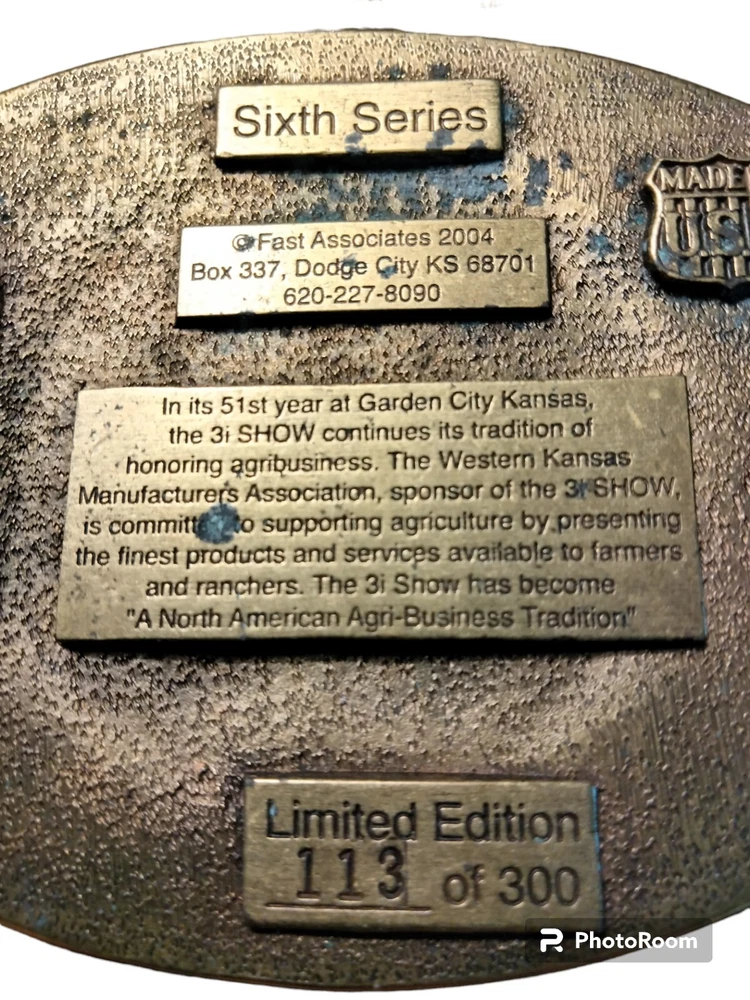 Sixth Series
MADE
US
© Fast Associates 2004
Box 337, Dodge City KS 68701
620-227-8090
In its 51st year at Garden City Kansas,
the 3i SHOW continues its tradition of
honoring agribusiness. The Western Kansas
Manufacturers Association, sponsor of the 3i SHOW,
is to supporting agriculture by presenting
the finest products and services available to farmers
and ranchers. The 3i Show has become
"A North American Agri-Business Tradition"
Limited Edition
113 of 300
PhotoRoom